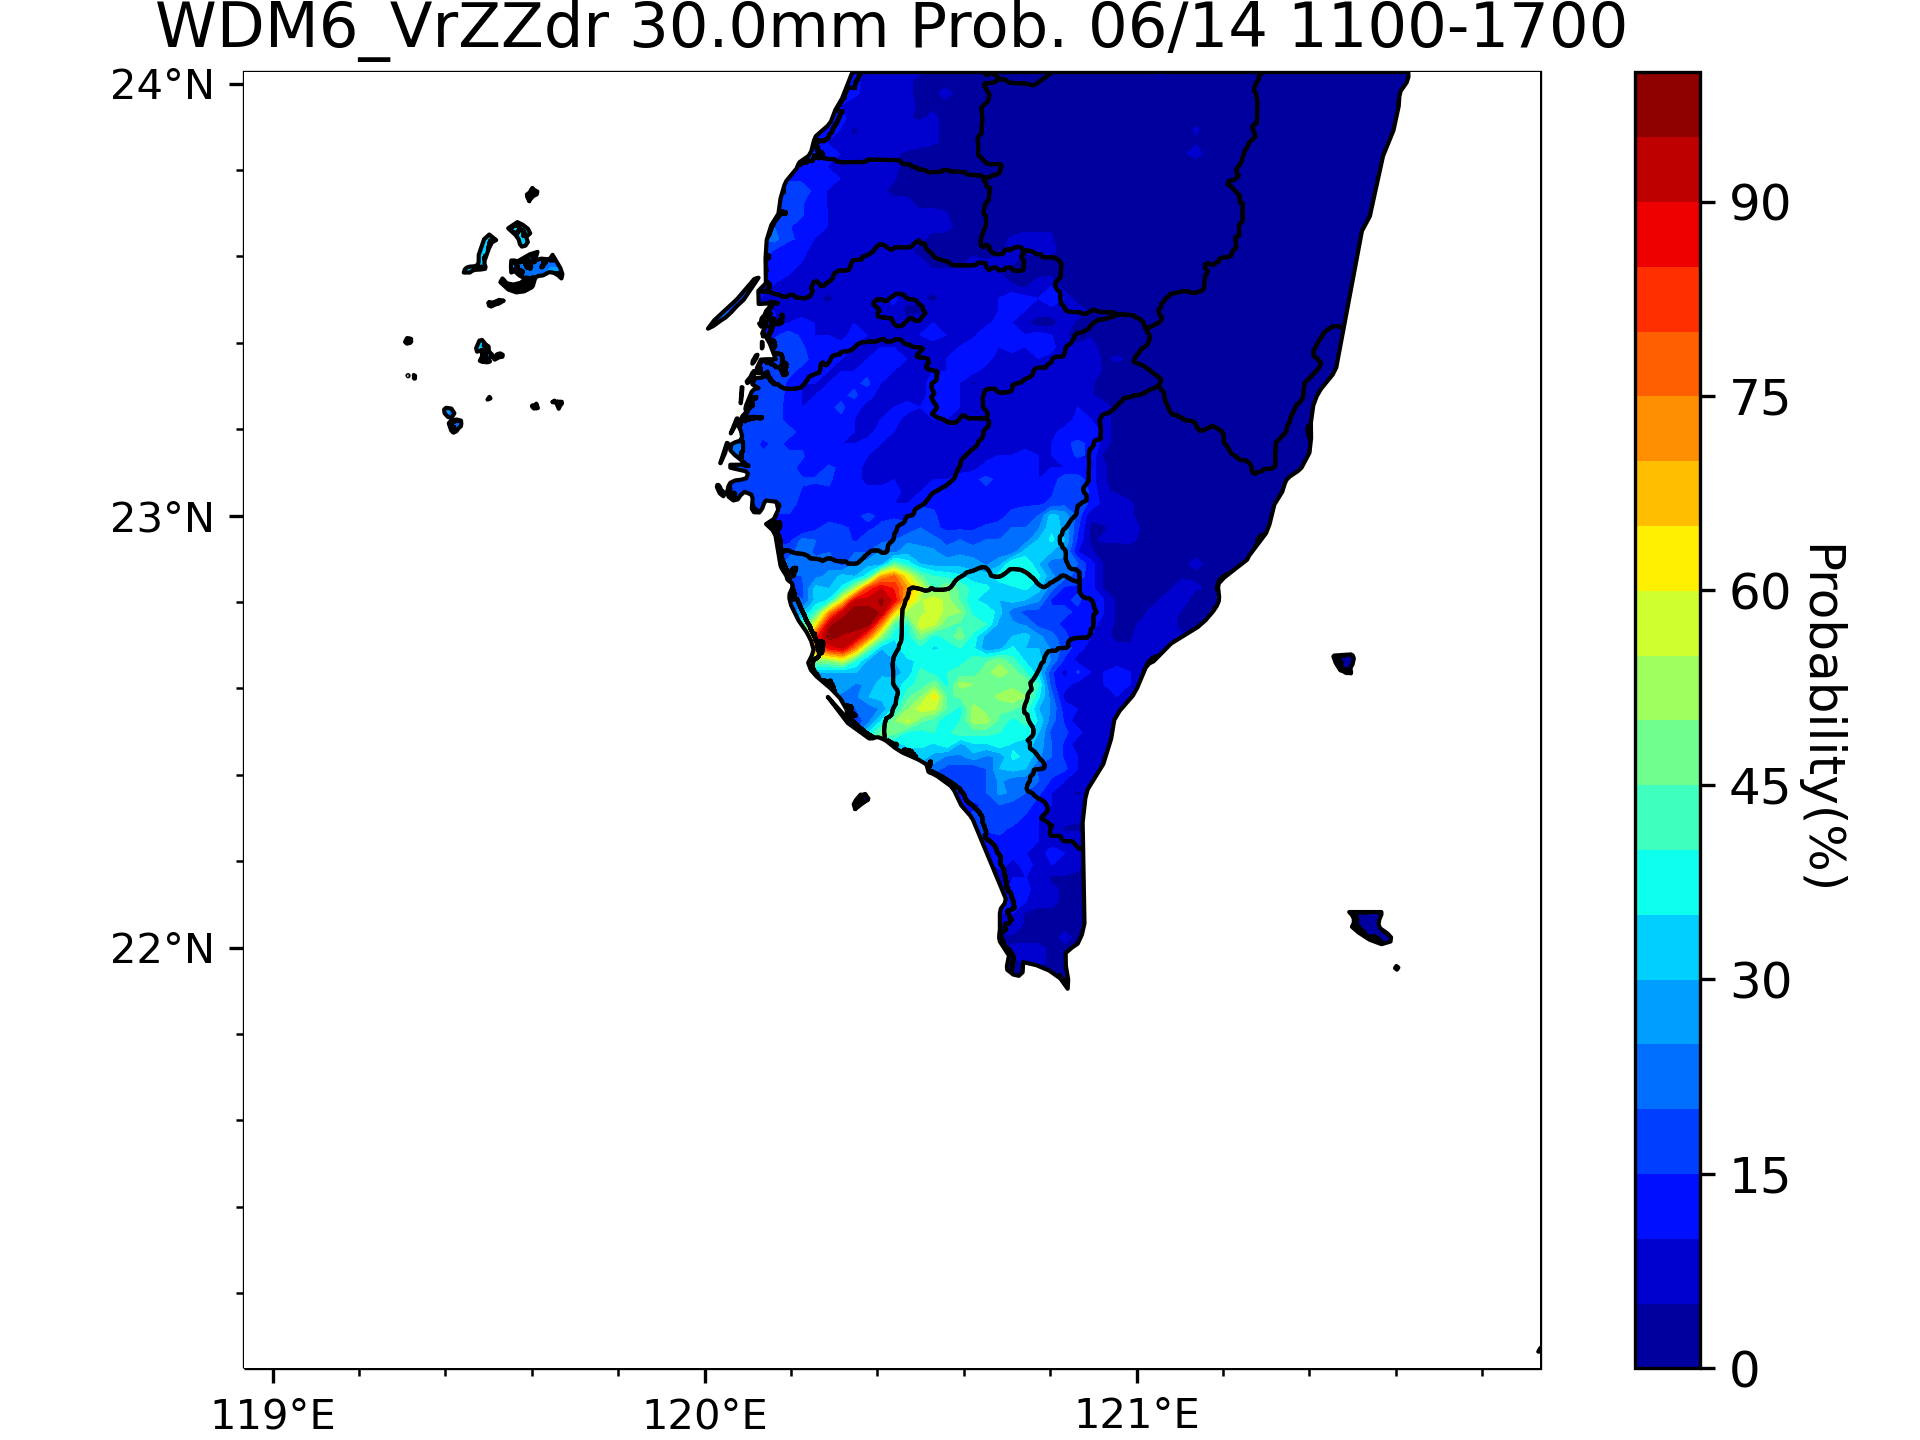 WDM6_VrZZdr 30.0mm Prob. 06/14 1100-1700
24°N
23°N
22°N
119°E
120°E
121°E
90
75
60
45
30
15
0
Probability(%)